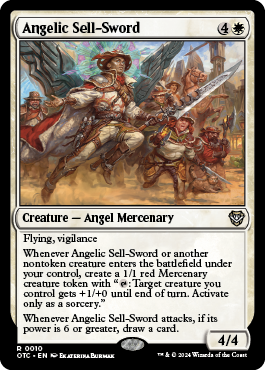 Angelic Sell-Sword 4
Creature — Angel Mercenary
Flying, vigilance
Whenever Angelic Sell-Sword or another
nontoken creature enters the battlefield under
your control, create a 1/1 red Mercenary
creature token with “: Target creature you
control gets +1/+0 until end of turn. Activate
only as a sorcery.”
Whenever Angelic Sell-Sword attacks, if its
power is 6 or greater, draw a card.
4/4
R 0010
OTC • EN Ekaterina Burmak
™ & © 2024 Wizards of the Coast